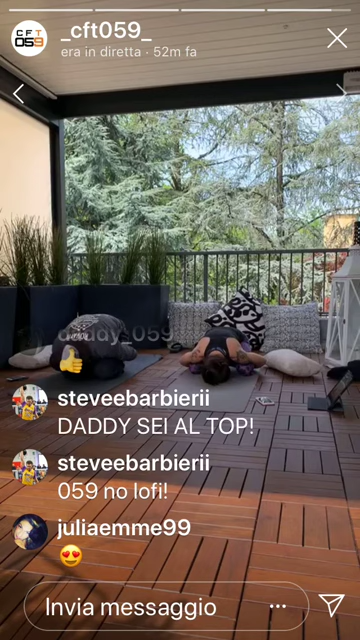 CFT
059
_cft059_
era in diretta · 52m fa
daddy_059
👍
steveebarbierii
DADDY SEI AL TOP!
steveebarbierii
059 no lofi!
juliaemme99
😍
Invia messaggio